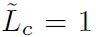 L̃_c = 1